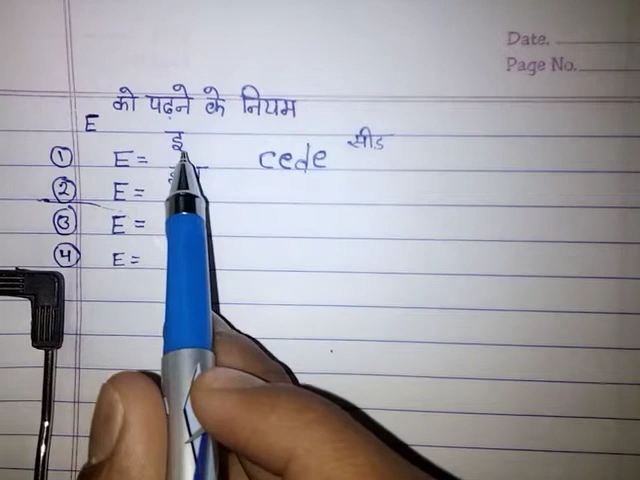 Date.
Page No.
E को पढ़ने के नियम
① E = इ cede सीड
② E =
③ E =
④ E =